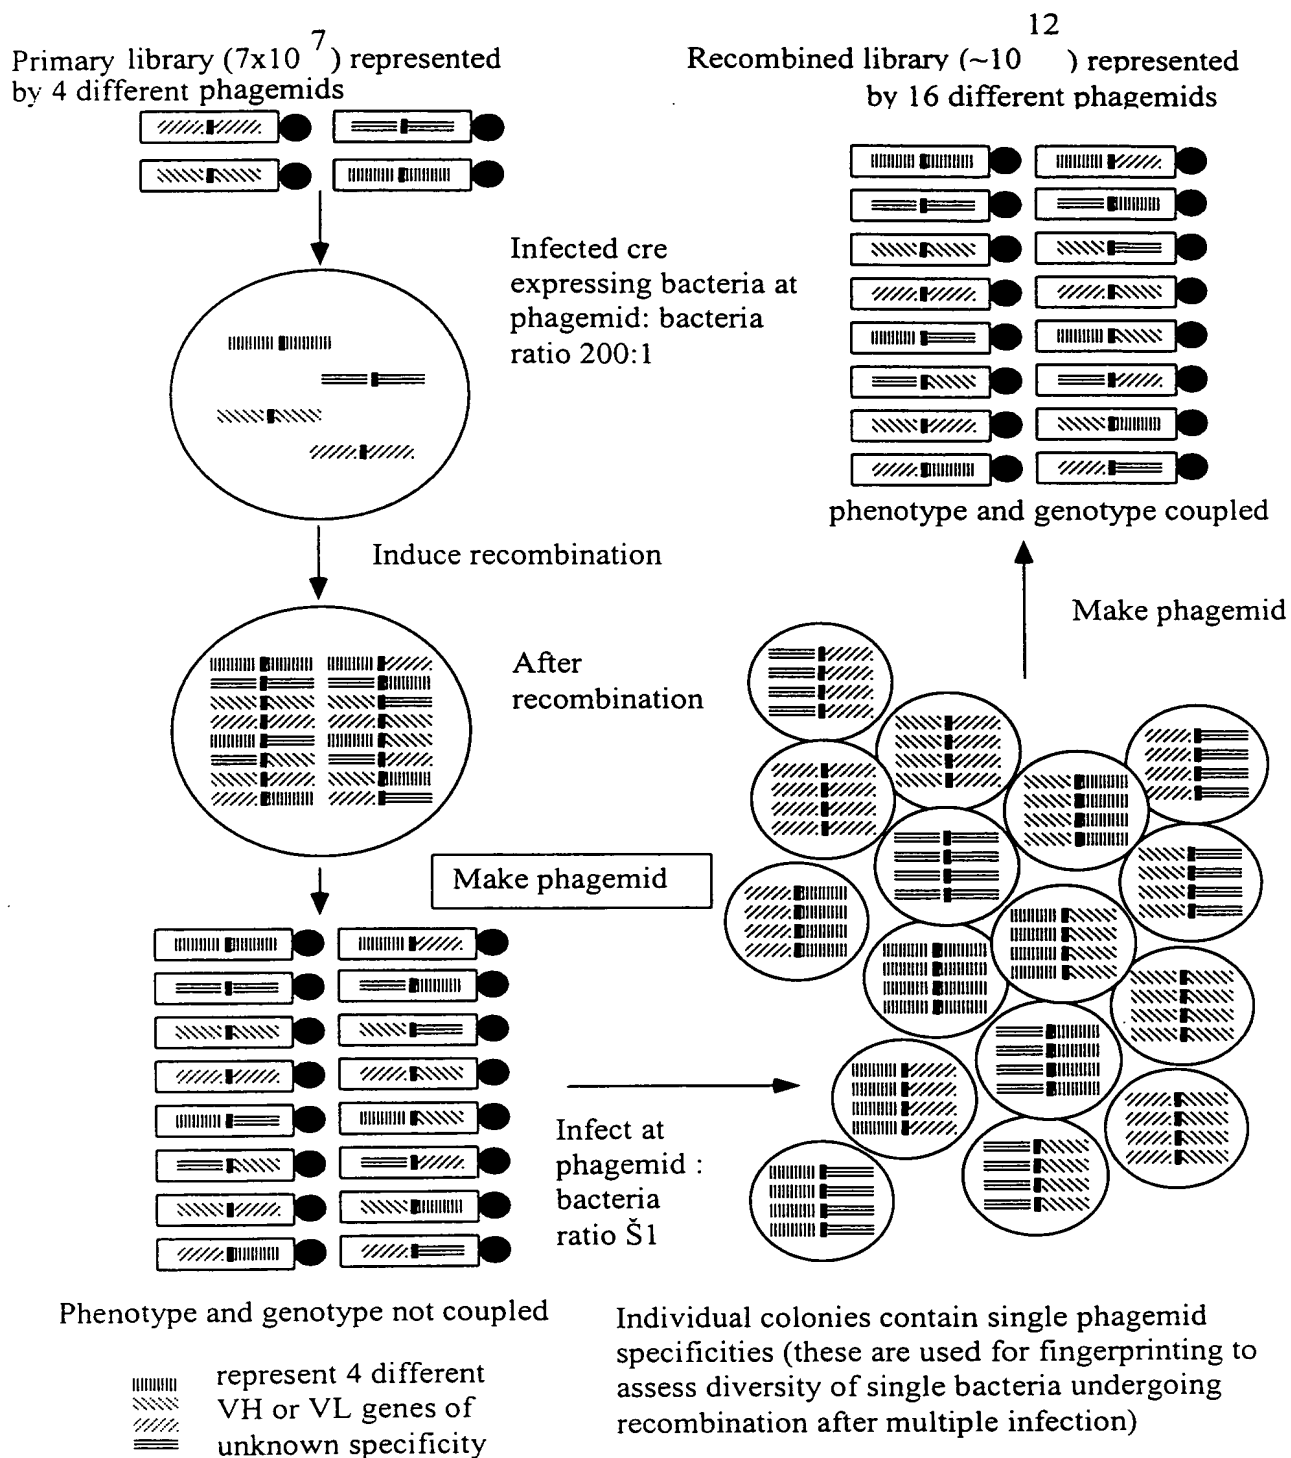 Primary library (7x10 7) represented
by 4 different phagemids
Infected cre
expressing bacteria at
phagemid: bacteria
ratio 200:1
Induce recombination
After
recombination
Make phagemid
Phenotype and genotype not coupled
represent 4 different
VH or VL genes of
unknown specificity
Infect at
phagemid :
bacteria
ratio Š1
Individual colonies contain single phagemid
specificities (these are used for fingerprinting to
assess diversity of single bacteria undergoing
recombination after multiple infection)
Make phagemid
phenotype and genotype coupled
Recombined library (~10 12) represented
by 16 different phagemids